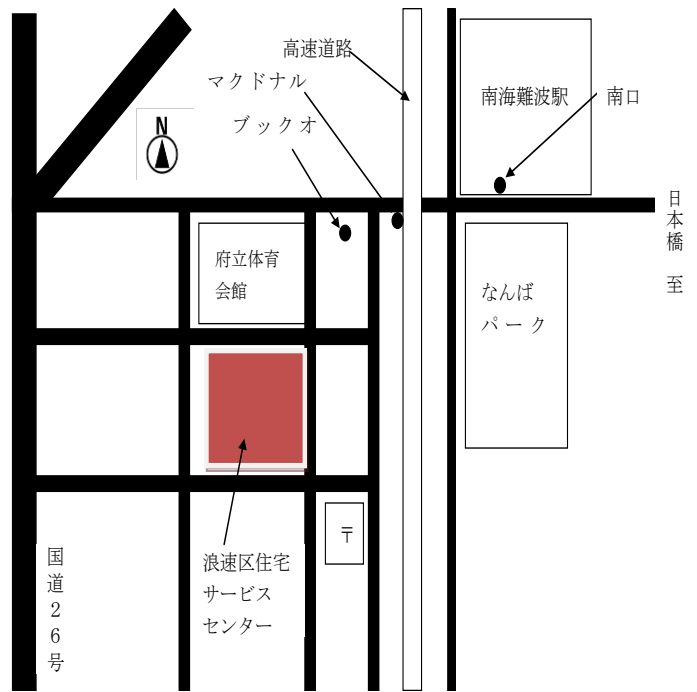 高速道路
マクドナル
ブックオ
N
南海難波駅
南口
日本橋 至
府立体育
会館
なんば
パーク
〒
浪速区住宅
サービス
センター
国道26号